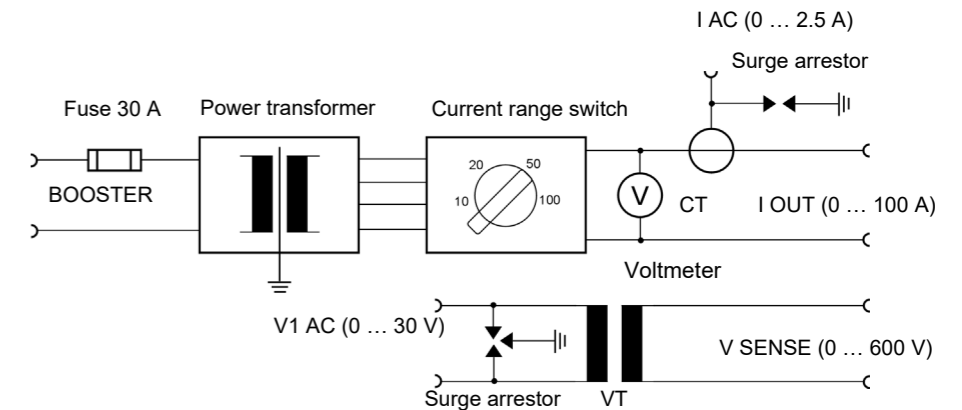 I AC (0 … 2.5 A)
Surge arrestor
Fuse 30 A
Power transformer
Current range switch
20
50
10
100
BOOSTER
V
CT
I OUT (0 … 100 A)
Voltmeter
V1 AC (0 … 30 V)
V SENSE (0 … 600 V)
Surge arrestor
VT